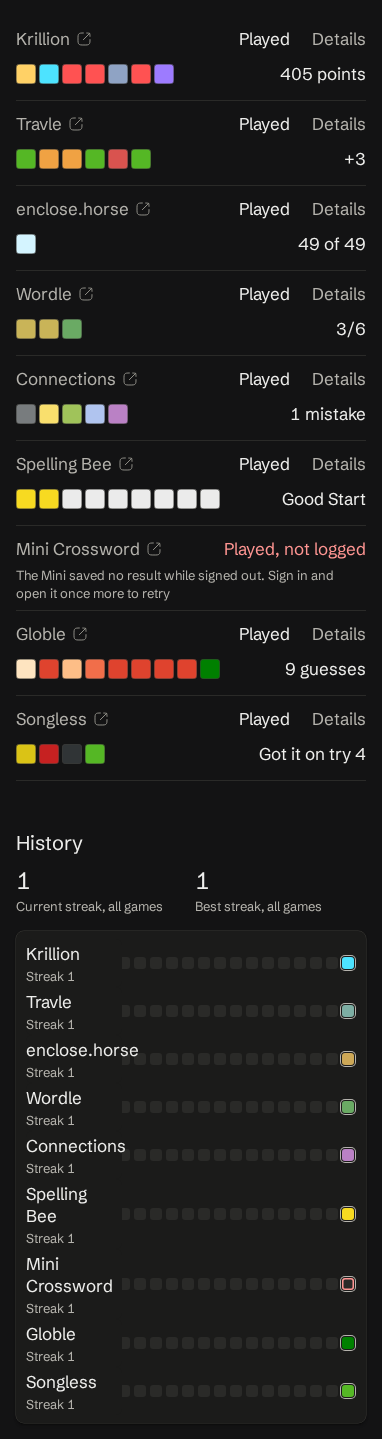 Krillion Played Details
405 points
Travle Played Details
+3
enclose.horse Played Details
49 of 49
Wordle Played Details
3/6
Connections Played Details
1 mistake
Spelling Bee Played Details
Good Start
Mini Crossword Played, not logged
The Mini saved no result while signed out. Sign in and
open it once more to retry
Globle Played Details
9 guesses
Songless Played Details
Got it on try 4
History
1 1
Current streak, all games Best streak, all games
Krillion
Streak 1
Travle
Streak 1
enclose.horse
Streak 1
Wordle
Streak 1
Connections
Streak 1
Spelling
Bee
Streak 1
Mini
Crossword
Streak 1
Globle
Streak 1
Songless
Streak 1